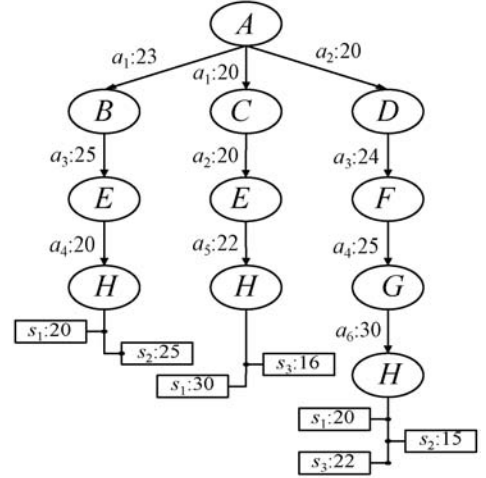 A
a₁:23 a₁:20 a₂:20
B C D
a₃:25 a₂:20 a₃:24
E E F
a₄:20 a₅:22 a₄:25
H H G
s₁:20
s₂:25
a₆:30
s₃:16
s₁:30
H
s₁:20
s₂:15
s₃:22